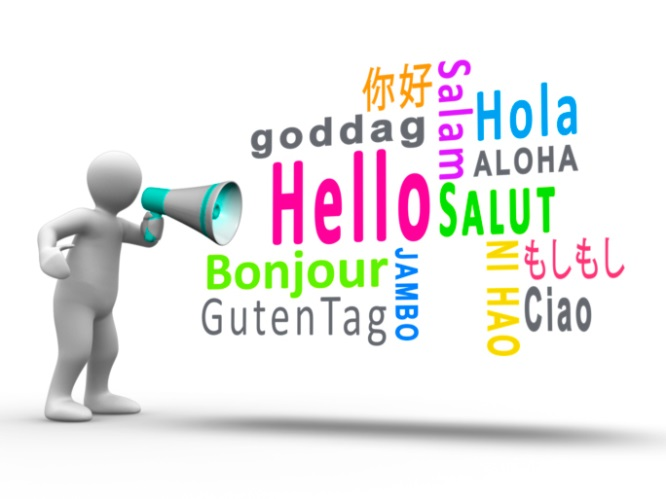 你好
Salam
Hola
goddag
ALOHA
Hello
SALUT
Bonjour
JAMBO
NI HAO
もしもし
GutenTag
Ciao